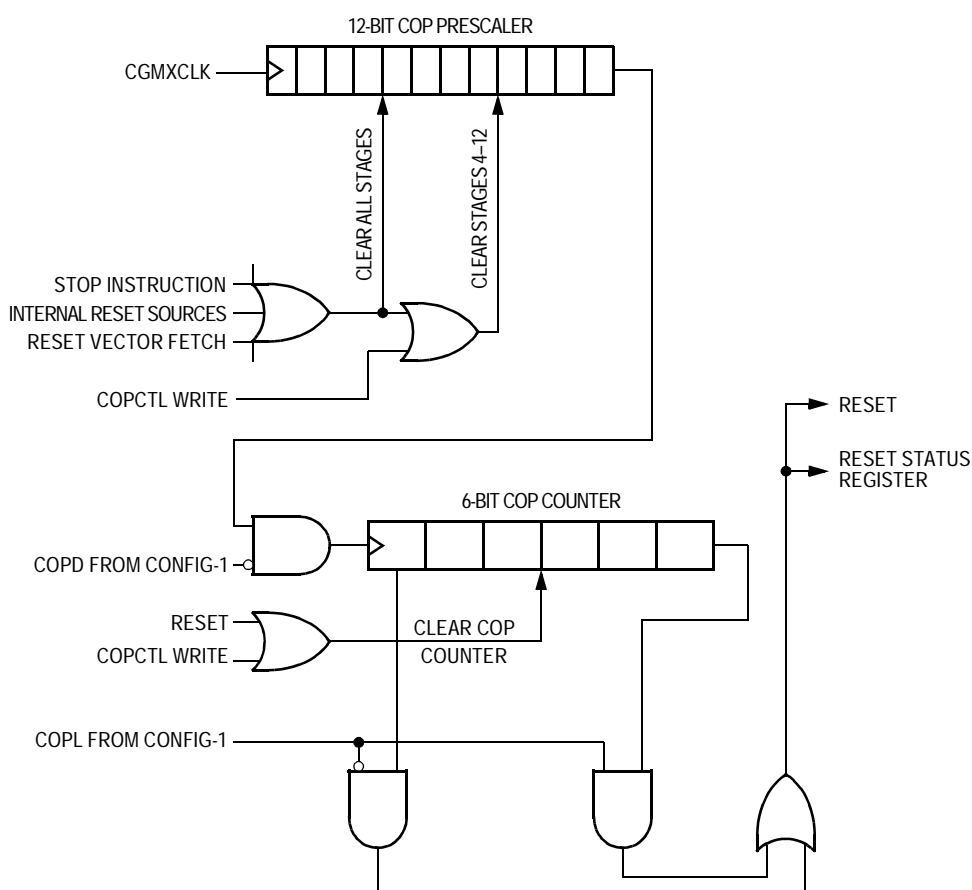 12-BIT COP PRESCALER
CGMXCLK
CLEAR ALL STAGES
CLEAR STAGES 4–12
STOP INSTRUCTION
INTERNAL RESET SOURCES
RESET VECTOR FETCH
COPCTL WRITE
RESET
RESET STATUS
REGISTER
6-BIT COP COUNTER
COPD FROM CONFIG-1
RESET
COPCTL WRITE
CLEAR COP
COUNTER
COPL FROM CONFIG-1